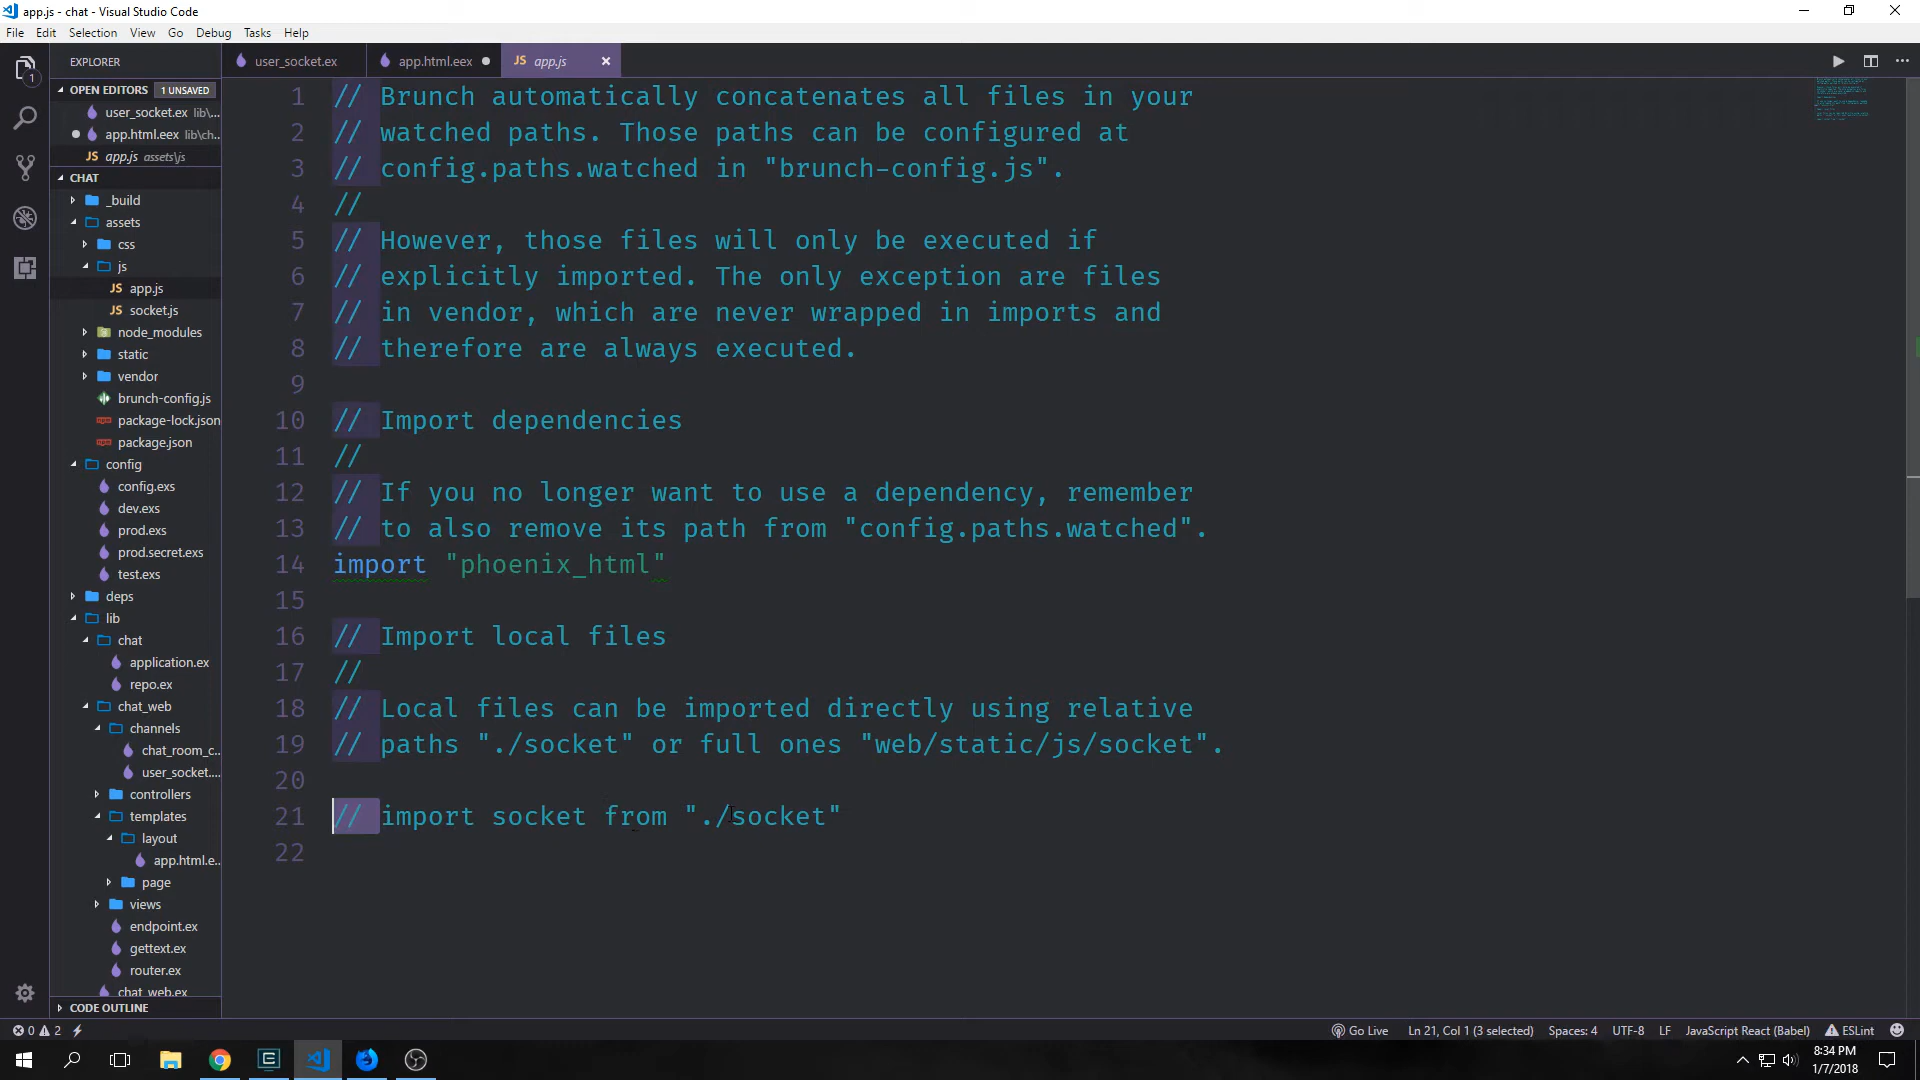 app.js - chat - Visual Studio Code
File Edit Selection View Go Debug Tasks Help
EXPLORER
user_socket.ex
app.html.eex
JS app.js
OPEN EDITORS 1 UNSAVED
user_socket.ex lib\...
app.html.eex lib\ch...
JS app.js assets\js
CHAT
_build
assets
css
js
JS app.js
JS socket.js
node_modules
static
vendor
brunch-config.js
package-lock.json
package.json
config
config.exs
dev.exs
prod.exs
prod.secret.exs
test.exs
deps
lib
chat
application.ex
repo.ex
chat_web
channels
chat_room_c...
user_socket....
controllers
templates
layout
app.html.e...
page
views
endpoint.ex
gettext.ex
router.ex
chat_web.ex
CODE OUTLINE
1 // Brunch automatically concatenates all files in your
2 // watched paths. Those paths can be configured at
3 // config.paths.watched in "brunch-config.js".
4 //
5 // However, those files will only be executed if
6 // explicitly imported. The only exception are files
7 // in vendor, which are never wrapped in imports and
8 // therefore are always executed.
9
10 // Import dependencies
11 //
12 // If you no longer want to use a dependency, remember
13 // to also remove its path from "config.paths.watched".
14 import "phoenix_html"
15
16 // Import local files
17 //
18 // Local files can be imported directly using relative
19 // paths "./socket" or full ones "web/static/js/socket".
20
21 // import socket from "./socket"
22
1
0 2
Go Live Ln 21, Col 1 (3 selected) Spaces: 4 UTF-8 LF JavaScript React (Babel) ESLint
8:34 PM
1/7/2018